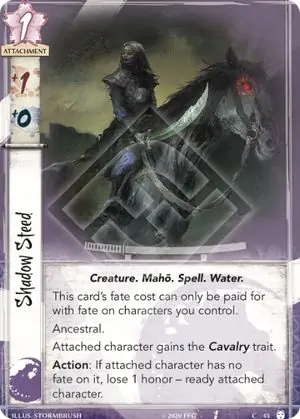 1
ATTACHMENT
+1
+0
Shadow Steed
Creature. Mahō. Spell. Water.
This card's fate cost can only be paid for
with fate on characters you control.
Ancestral.
Attached character gains the Cavalry trait.
Action: If attached character has
no fate on it, lose 1 honor – ready attached
character.
ILLUS: STORMBRUSH
© 2020 FFG
C
43